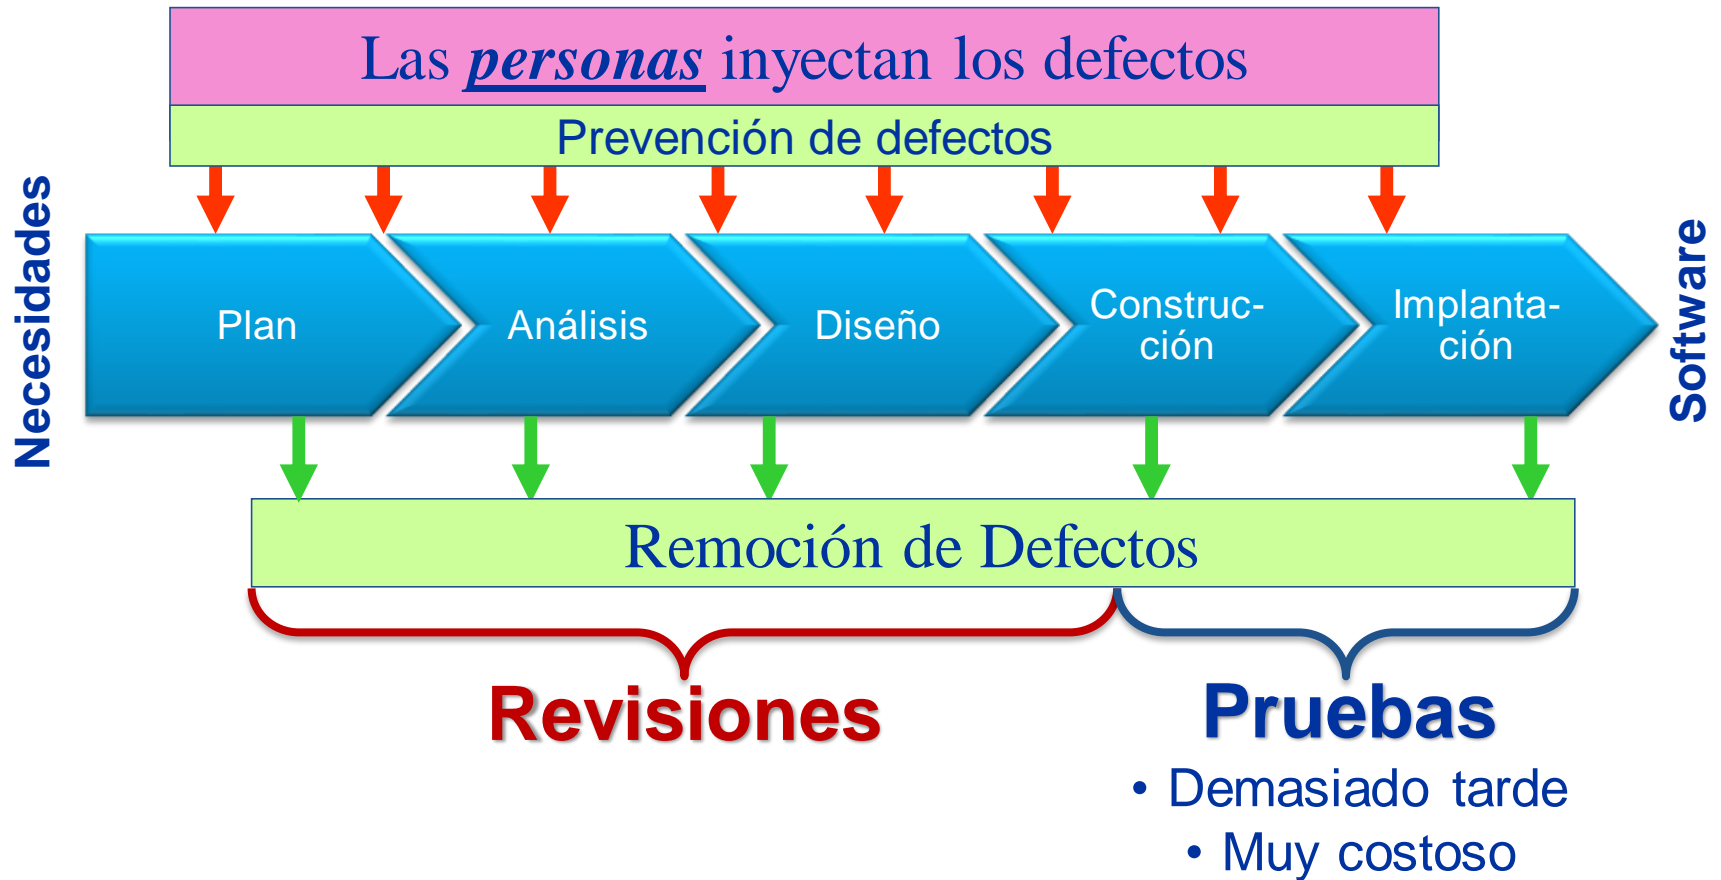 Las personas inyectan los defectos
Prevención de defectos
Necesidades
Plan
Análisis
Diseño
Construc-
ción
Implanta-
ción
Software
Remoción de Defectos
Revisiones
Pruebas
• Demasiado tarde
• Muy costoso